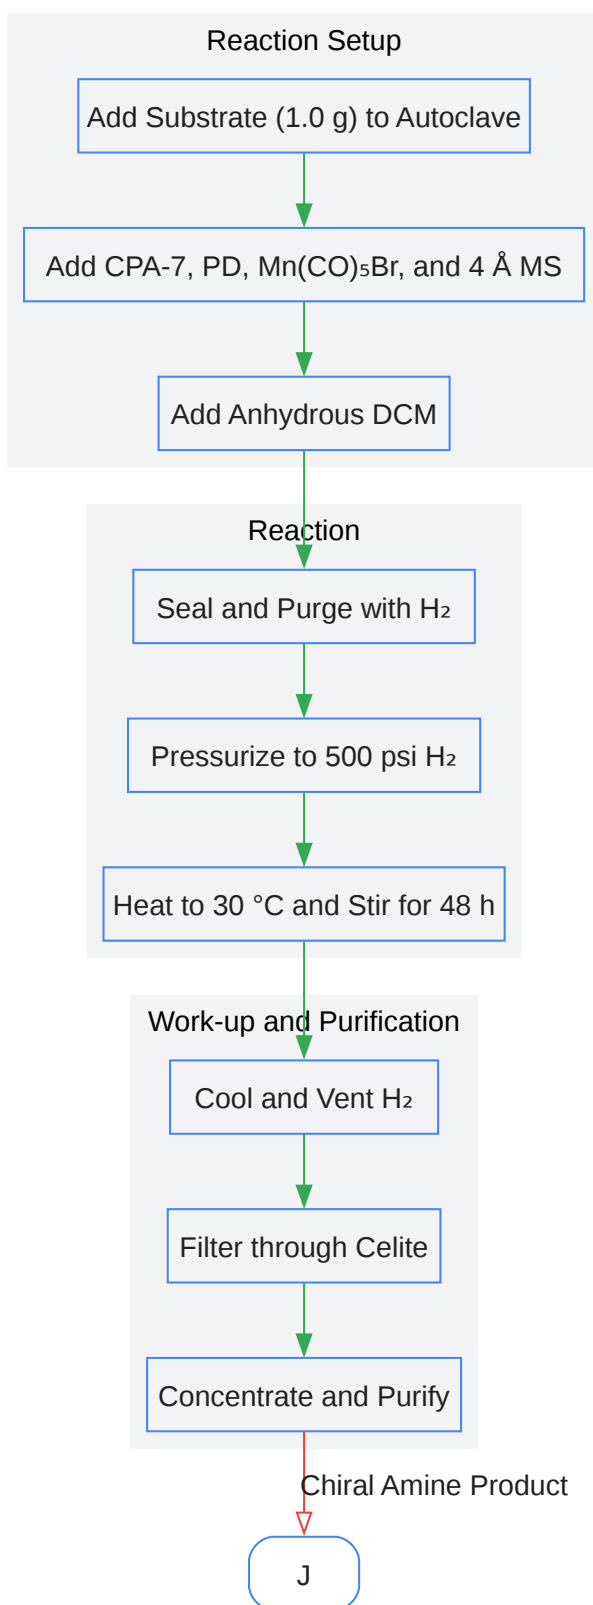 Reaction Setup
Add Substrate (1.0 g) to Autoclave
Add CPA-7, PD, Mn(CO)₅Br, and 4 Å MS
Add Anhydrous DCM
Reaction
Seal and Purge with H₂
Pressurize to 500 psi H₂
Heat to 30 °C and Stir for 48 h
Work-up and Purification
Cool and Vent H₂
Filter through Celite
Concentrate and Purify
Chiral Amine Product
J